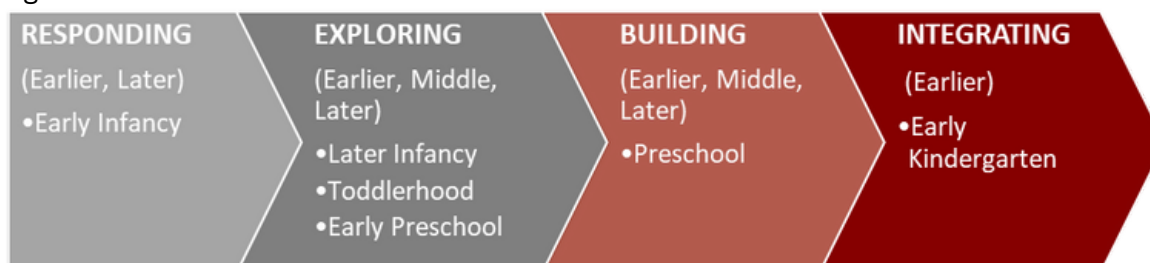 RESPONDING
(Earlier, Later)
•Early Infancy
EXPLORING
(Earlier, Middle,
Later)
•Later Infancy
•Toddlerhood
•Early Preschool
BUILDING
(Earlier, Middle,
Later)
•Preschool
INTEGRATING
(Earlier)
•Early
Kindergarten